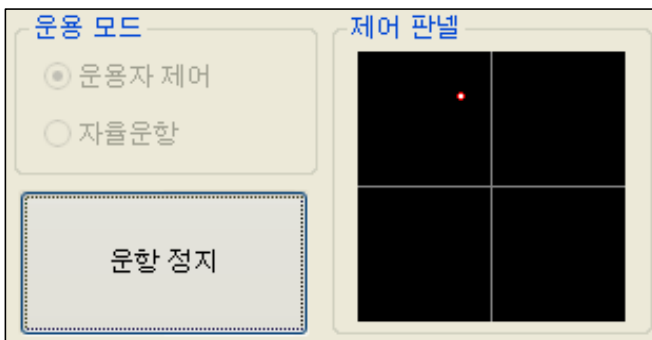 운용 모드
운용자 제어
자율운항
운항 정지
제어 판넬